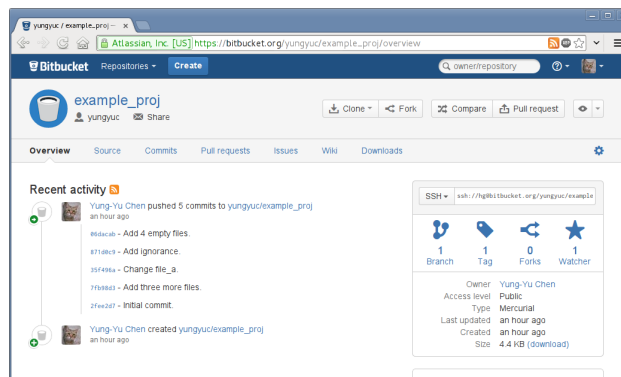 yungyuc / example_proj —
Atlassian, Inc. [US] https://bitbucket.org/yungyuc/example_proj/overview
Bitbucket Repositories Create owner/repository
example_proj
yungyuc Share
Clone Fork Compare Pull request
Overview Source Commits Pull requests Issues Wiki Downloads
Recent activity
Yung-Yu Chen pushed 5 commits to yungyuc/example_proj
an hour ago
06dacab - Add 4 empty files.
871d0c9 - Add ignorance.
35f496a - Change file_a.
7fb98d3 - Add three more files.
2fee2d7 - Initial commit.
Yung-Yu Chen created yungyuc/example_proj
an hour ago
SSH ssh://hg@bitbucket.org/yungyuc/example
1 1 0 1
Branch Tag Forks Watcher
Owner Yung-Yu Chen
Access level Public
Type Mercurial
Last updated an hour ago
Created an hour ago
Size 4.4 KB (download)